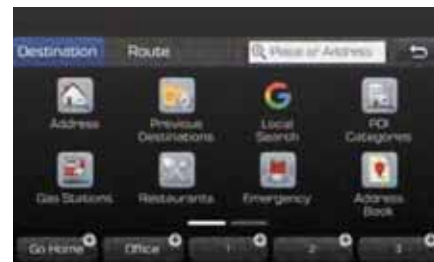 Destination
Route
Place or Address
Address
Previous
Destinations
Local
Search
POI
Categories
Gas Stations
Restaurants
Emergency
Address
Book
Go Home
Office
1
2
3